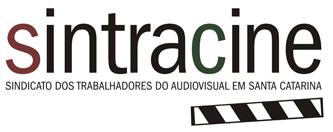 sintracine
SINDICATO DOS TRABALHADORES DO AUDIOVISUAL EM SANTA CATARINA